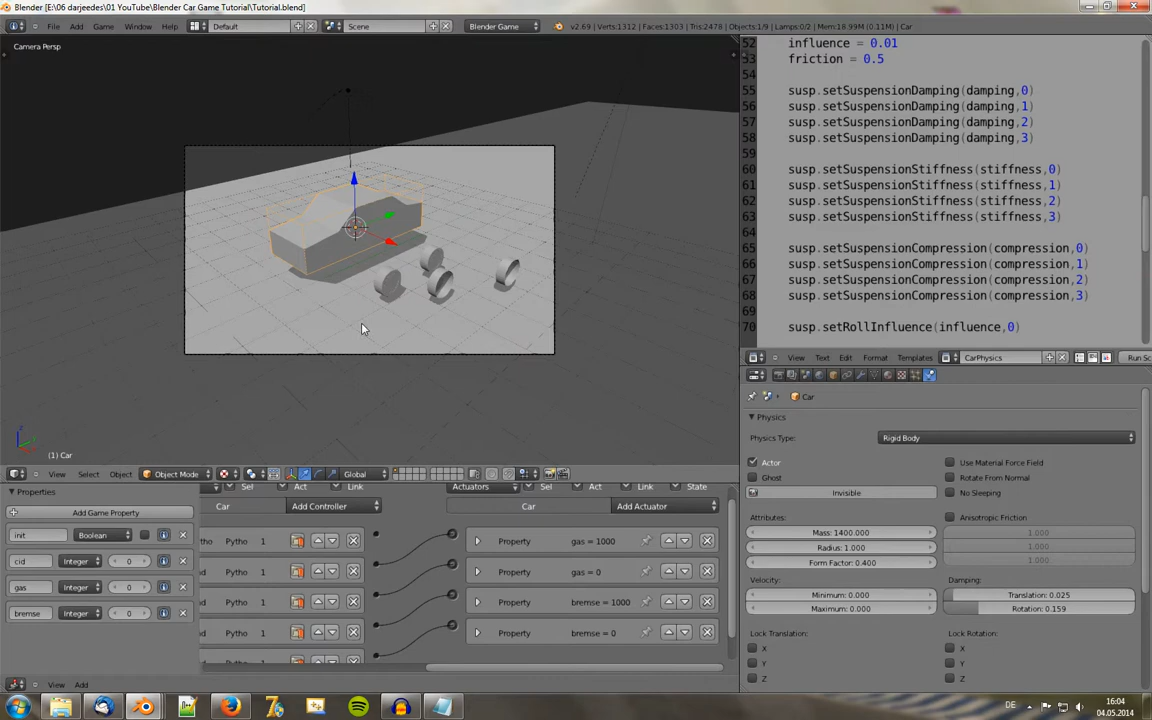 Blender [E:\06 darjeedes\01 YouTube\Blender Car Game Tutorial\Tutorial.blend]
File Add Game Window Help Default Scene Blender Game v2.69 | Verts:1312 | Faces:1303 | Tris:2478 | Objects:1/9 | Lamps:0/2 | Mem:18.99M (0.11M) | Car
Camera Persp
52 influence = 0.01
53 friction = 0.5
54
55 susp.setSuspensionDamping(damping,0)
56 susp.setSuspensionDamping(damping,1)
57 susp.setSuspensionDamping(damping,2)
58 susp.setSuspensionDamping(damping,3)
59
60 susp.setSuspensionStiffness(stiffness,0)
61 susp.setSuspensionStiffness(stiffness,1)
62 susp.setSuspensionStiffness(stiffness,2)
63 susp.setSuspensionStiffness(stiffness,3)
64
65 susp.setSuspensionCompression(compression,0)
66 susp.setSuspensionCompression(compression,1)
67 susp.setSuspensionCompression(compression,2)
68 susp.setSuspensionCompression(compression,3)
69
70 susp.setRollInfluence(influence,0)
View Text Edit Format Templates CarPhysics Run Sc
Car
Physics
Physics Type: Rigid Body
Actor Use Material Force Field
Ghost Rotate From Normal
Invisible No Sleeping
Attributes: Anisotropic Friction
Mass: 1400.000 1.000
Radius: 1.000 1.000
Form Factor: 0.400 1.000
Velocity: Damping:
Minimum: 0.000 Translation: 0.025
Maximum: 0.000 Rotation: 0.159
Lock Translation: Lock Rotation:
X X
Y Y
Z Z
(1) Car
View Select Object Object Mode Global
Properties Sel Act Link Actuators Sel Act Link State
Add Game Property Car Add Controller Car Add Actuator
init Boolean tho Pytho 1 Property gas = 1000
cid Integer 0 d Pytho 1 Property gas = 0
gas Integer 0 d Pytho 1 Property bremse = 1000
bremse Integer 0 d Pytho 1 Property bremse = 0
View Add
DE 16:04
04.05.2014